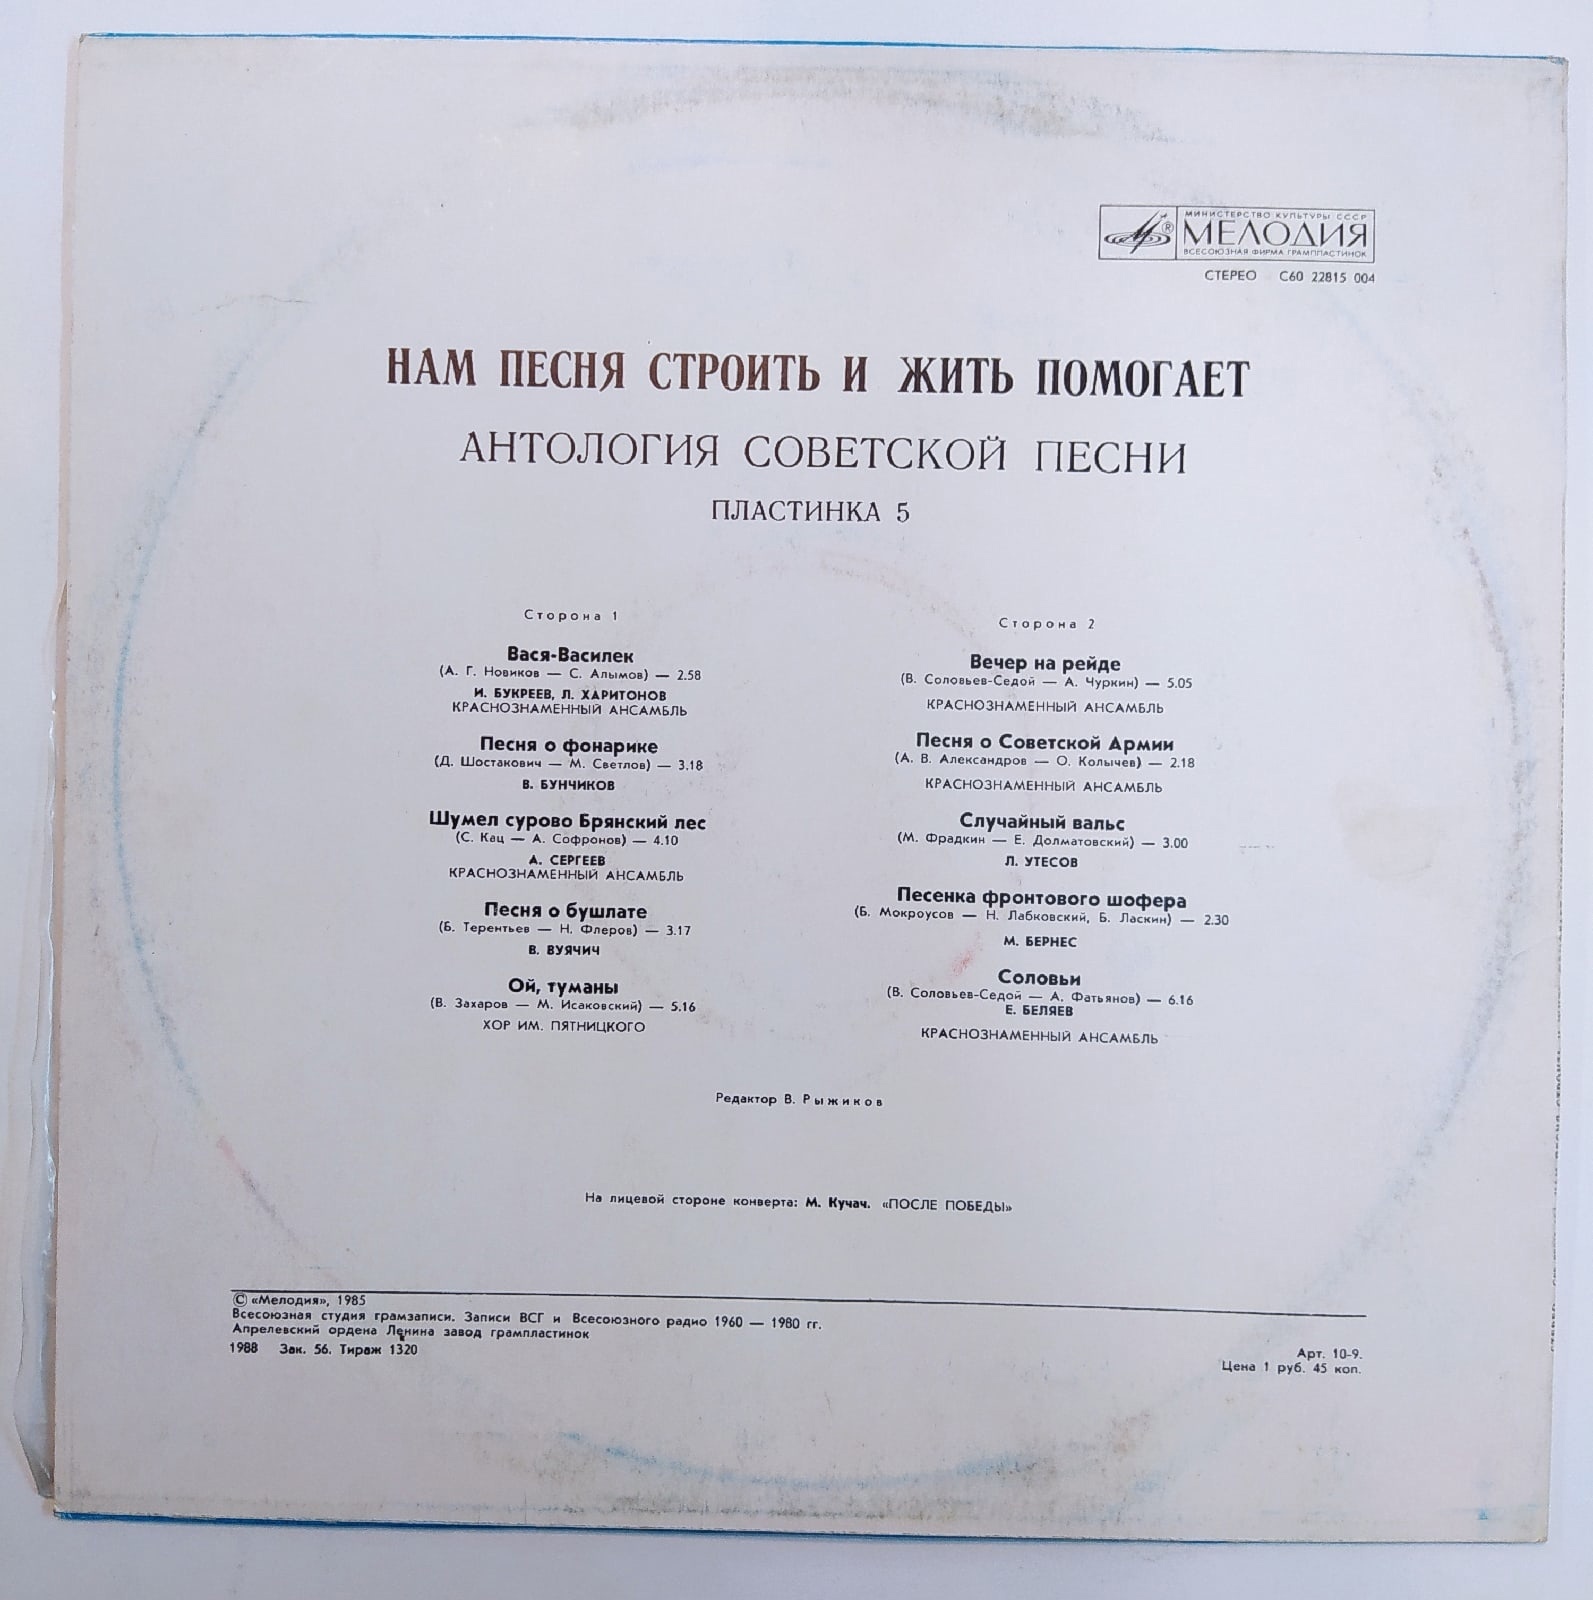 МИНИСТЕРСТВО КУЛЬТУРЫ СССР
МЕЛОДИЯ
ВСЕСОЮЗНАЯ ФИРМА ГРАМПЛАСТИНОК
СТЕРЕО С60 22815 004
НАМ ПЕСНЯ СТРОИТЬ И ЖИТЬ ПОМОГАЕТ
АНТОЛОГИЯ СОВЕТСКОЙ ПЕСНИ
ПЛАСТИНКА 5
Сторона 1
Вася-Василек
(А. Г. Новиков — С. Алымов) — 2.58
И. БУКРЕЕВ, Л. ХАРИТОНОВ
КРАСНОЗНАМЕННЫЙ АНСАМБЛЬ
Песня о фонарике
(Д. Шостакович — М. Светлов) — 3.18
В. БУНЧИКОВ
Шумел сурово Брянский лес
(С. Кац — А. Софронов) — 4.10
А. СЕРГЕЕВ
КРАСНОЗНАМЕННЫЙ АНСАМБЛЬ
Песня о бушлате
(Б. Терентьев — Н. Флеров) — 3.17
В. ВУЯЧИЧ
Ой, туманы
(В. Захаров — М. Исаковский) — 5.16
ХОР ИМ. ПЯТНИЦКОГО
Сторона 2
Вечер на рейде
(В. Соловьев-Седой — А. Чуркин) — 5.05
КРАСНОЗНАМЕННЫЙ АНСАМБЛЬ
Песня о Советской Армии
(А. В. Александров — О. Колычев) — 2.18
КРАСНОЗНАМЕННЫЙ АНСАМБЛЬ
Случайный вальс
(М. Фрадкин — Е. Долматовский) — 3.00
Л. УТЕСОВ
Песенка фронтового шофера
(Б. Мокроусов — Н. Лабковский, Б. Ласкин) — 2.30
М. БЕРНЕС
Соловьи
(В. Соловьев-Седой — А. Фатьянов) — 6.16
Е. БЕЛЯЕВ
КРАСНОЗНАМЕННЫЙ АНСАМБЛЬ
Редактор В. Рыжиков
На лицевой стороне конверта: М. Кучач. «ПОСЛЕ ПОБЕДЫ»
© «Мелодия», 1985
Всесоюзная студия грамзаписи. Записи ВСГ и Всесоюзного радио 1960 — 1980 гг.
Апрелевский ордена Ленина завод грампластинок
1988 Зак. 56. Тираж 1320
Арт. 10-9.
Цена 1 руб. 45 коп.